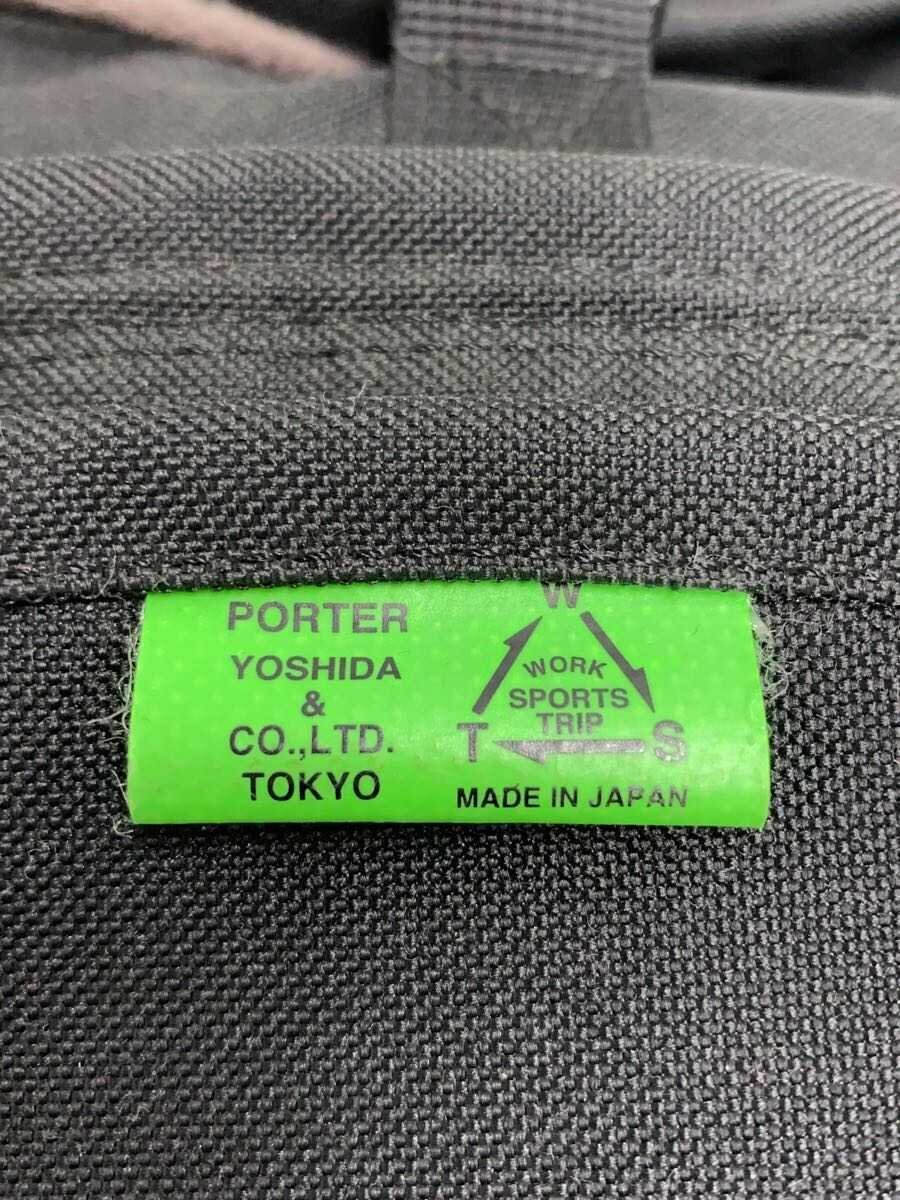 PORTER
YOSHIDA
&
CO.,LTD.
TOKYO
W
WORK
SPORTS
TRIP
T S
MADE IN JAPAN